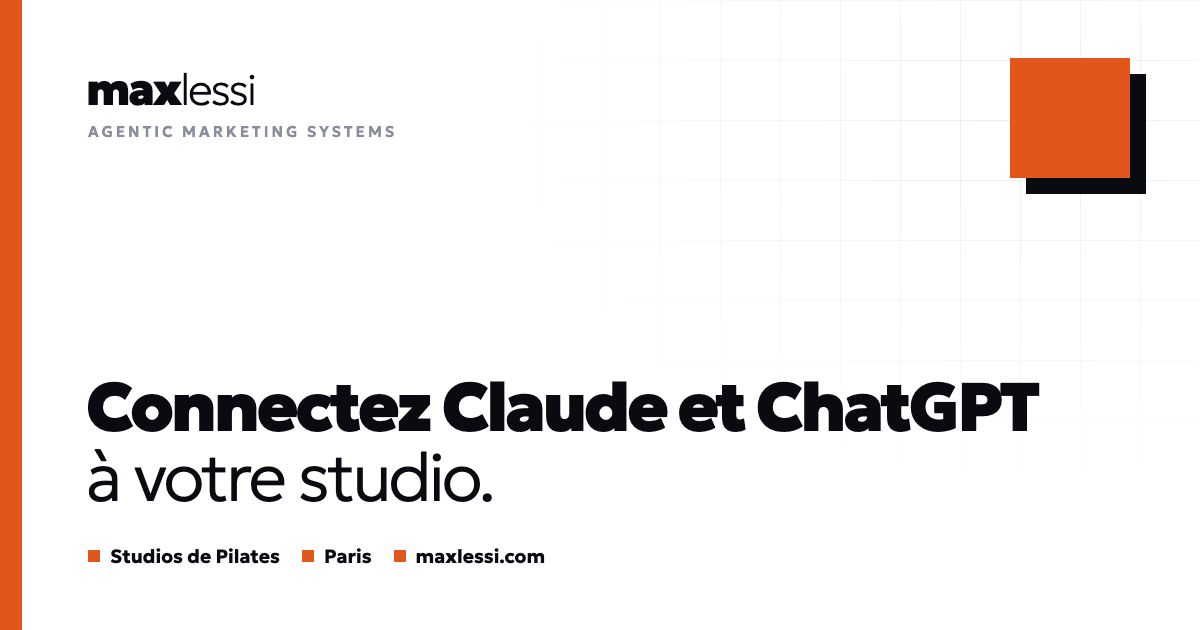 maxlessi
AGENTIC MARKETING SYSTEMS
Connectez Claude et ChatGPT
à votre studio.
Studios de Pilates Paris maxlessi.com